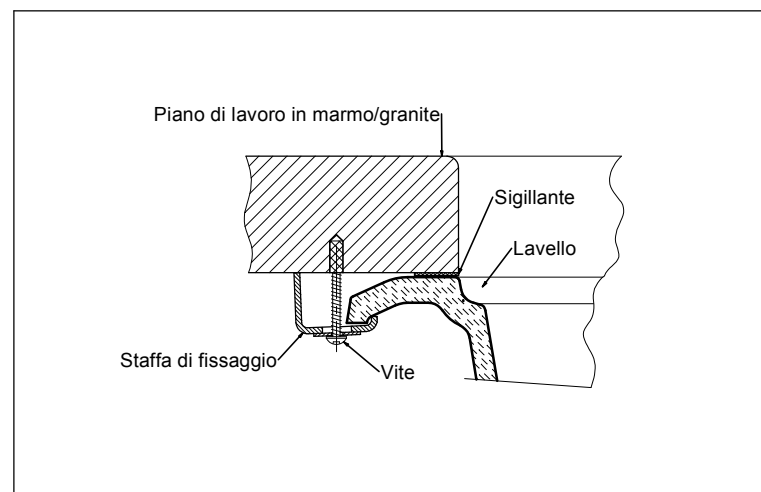 Piano di lavoro in marmo/granite
Sigillante
Lavello
Staffa di fissaggio
Vite